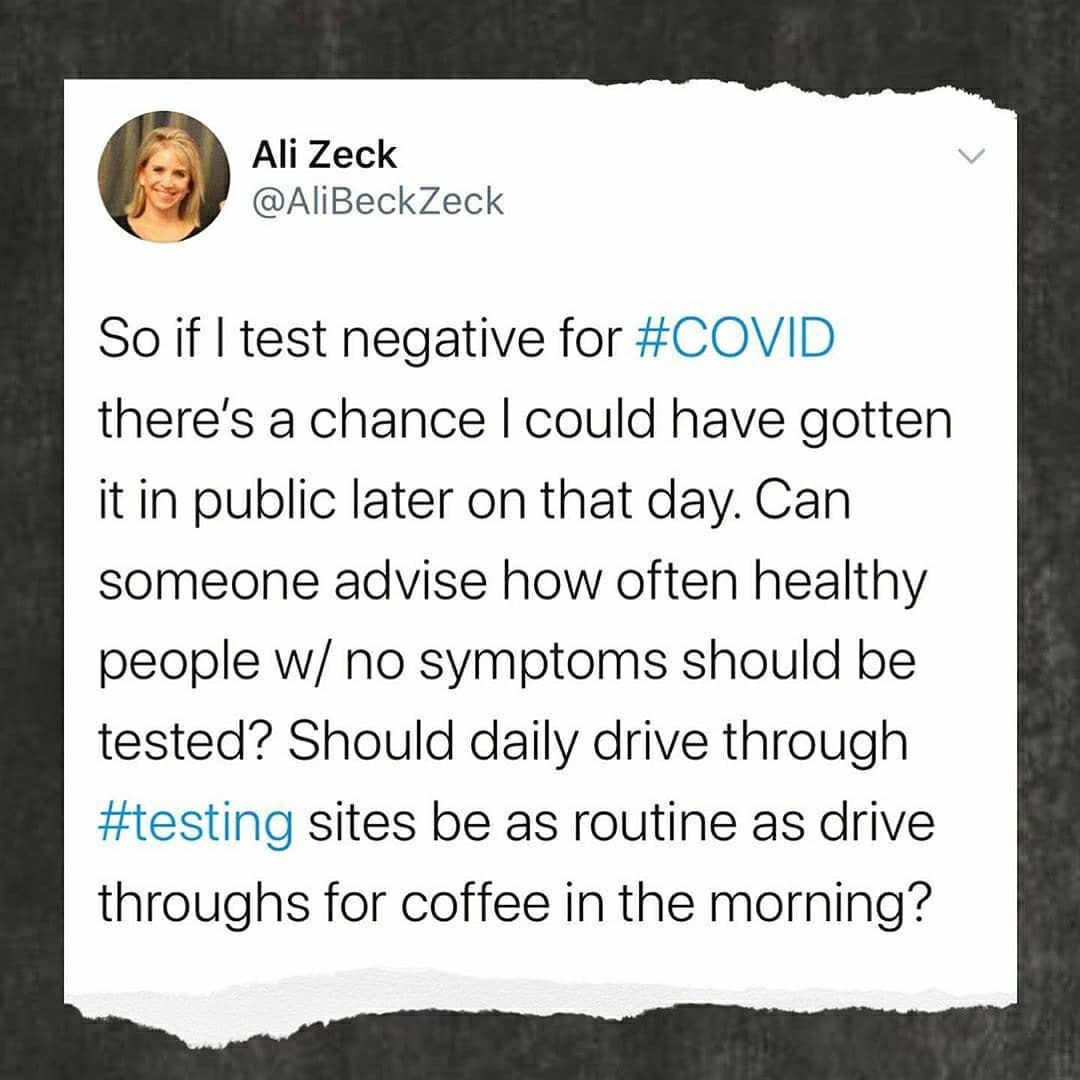 Ali Zeck
@AliBeckZeck
So if I test negative for #COVID
there's a chance I could have gotten
it in public later on that day. Can
someone advise how often healthy
people w/ no symptoms should be
tested? Should daily drive through
#testing sites be as routine as drive
throughs for coffee in the morning?